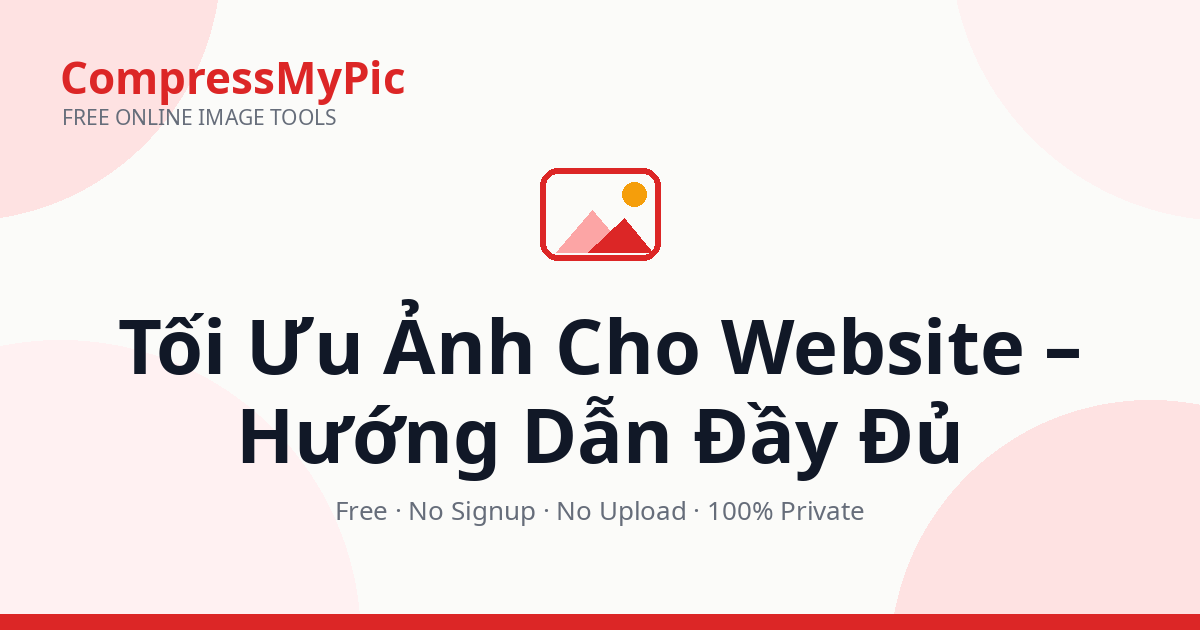 CompressMyPic
FREE ONLINE IMAGE TOOLS
Tối Ưu Ảnh Cho Website –
Hướng Dẫn Đầy Đủ
Free · No Signup · No Upload · 100% Private